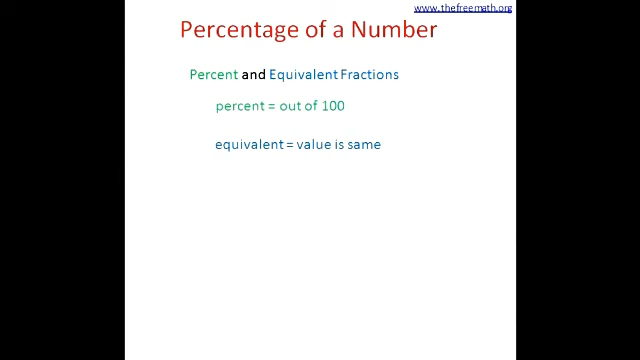 www.thefreemath.org
Percentage of a Number
Percent and Equivalent Fractions
percent = out of 100
equivalent = value is same